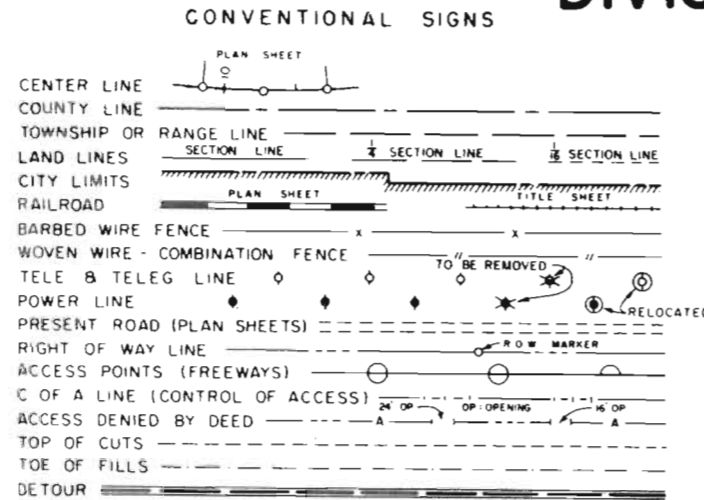 CONVENTIONAL SIGNS
PLAN SHEET
CENTER LINE
COUNTY LINE
TOWNSHIP OR RANGE LINE
LAND LINES SECTION LINE 1/4 SECTION LINE 1/16 SECTION LINE
CITY LIMITS
RAILROAD PLAN SHEET TITLE SHEET
BARBED WIRE FENCE x x
WOVEN WIRE - COMBINATION FENCE // //
TELE & TELEG LINE TO BE REMOVED
POWER LINE RELOCATED
PRESENT ROAD (PLAN SHEETS)
RIGHT OF WAY LINE R.O.W MARKER
ACCESS POINTS (FREEWAYS)
C OF A LINE (CONTROL OF ACCESS)
24' OP OP=OPENING 16' OP
ACCESS DENIED BY DEED A A
TOP OF CUTS
TOE OF FILLS
DETOUR